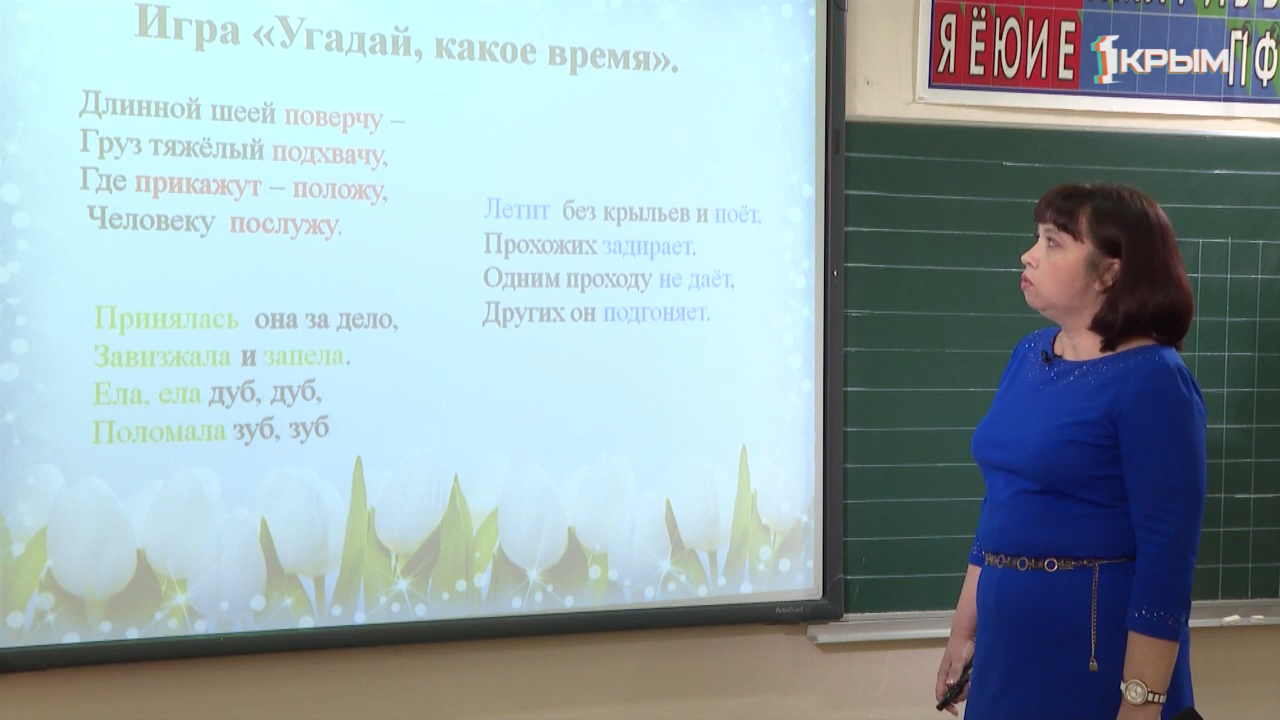 Игра «Угадай, какое время».
Длинной шеей поверчу –
Груз тяжёлый подхвачу,
Где прикажут – положу,
Человеку послужу.
Летит без крыльев и поёт.
Прохожих задирает.
Одним проходу не даёт,
Других он подгоняет.
Принялась она за дело,
Завизжала и запела.
Ела, ела дуб, дуб,
Поломала зуб, зуб
Я Ё Ю И Е
1КРЫМ
П Ф
ActivBoard